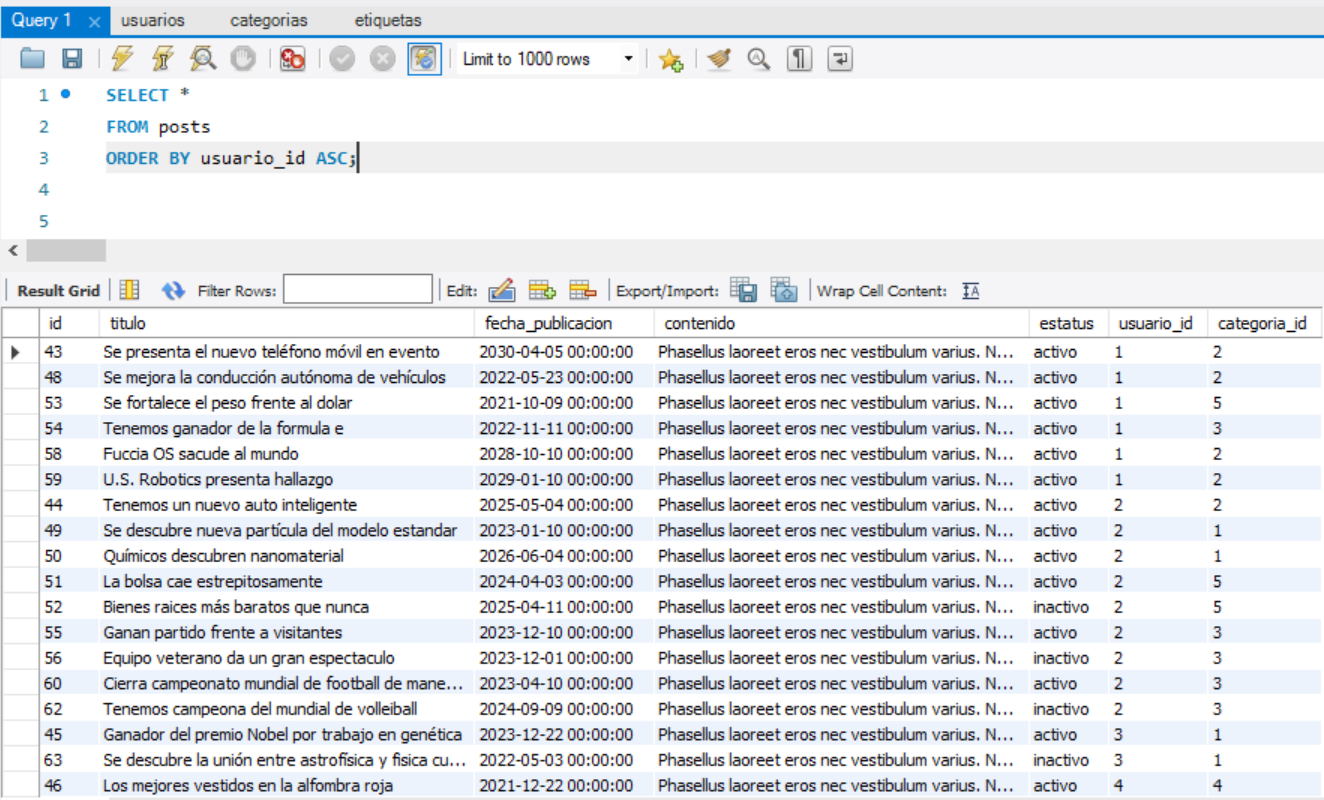 Query 1 × usuarios categorias etiquetas
Limit to 1000 rows
1 SELECT *
2 FROM posts
3 ORDER BY usuario_id ASC;
4
5
Result Grid Filter Rows: Edit: Export/Import: Wrap Cell Content: IA
id titulo fecha_publicacion contenido estatus usuario_id categoria_id
43 Se presenta el nuevo teléfono móvil en evento 2030-04-05 00:00:00 Phasellus laoreet eros nec vestibulum varius. N... activo 1 2
48 Se mejora la conducción autónoma de vehículos 2022-05-23 00:00:00 Phasellus laoreet eros nec vestibulum varius. N... activo 1 2
53 Se fortalece el peso frente al dolar 2021-10-09 00:00:00 Phasellus laoreet eros nec vestibulum varius. N... activo 1 5
54 Tenemos ganador de la formula e 2022-11-11 00:00:00 Phasellus laoreet eros nec vestibulum varius. N... activo 1 3
58 Fuccia OS sacude al mundo 2028-10-10 00:00:00 Phasellus laoreet eros nec vestibulum varius. N... activo 1 2
59 U.S. Robotics presenta hallazgo 2029-01-10 00:00:00 Phasellus laoreet eros nec vestibulum varius. N... activo 1 2
44 Tenemos un nuevo auto inteligente 2025-05-04 00:00:00 Phasellus laoreet eros nec vestibulum varius. N... activo 2 2
49 Se descubre nueva partícula del modelo estandar 2023-01-10 00:00:00 Phasellus laoreet eros nec vestibulum varius. N... activo 2 1
50 Químicos descubren nanomaterial 2026-06-04 00:00:00 Phasellus laoreet eros nec vestibulum varius. N... activo 2 1
51 La bolsa cae estrepitosamente 2024-04-03 00:00:00 Phasellus laoreet eros nec vestibulum varius. N... activo 2 5
52 Bienes raices más baratos que nunca 2025-04-11 00:00:00 Phasellus laoreet eros nec vestibulum varius. N... inactivo 2 5
55 Ganan partido frente a visitantes 2023-12-10 00:00:00 Phasellus laoreet eros nec vestibulum varius. N... activo 2 3
56 Equipo veterano da un gran espectaculo 2023-12-01 00:00:00 Phasellus laoreet eros nec vestibulum varius. N... inactivo 2 3
60 Cierra campeonato mundial de football de mane... 2023-04-10 00:00:00 Phasellus laoreet eros nec vestibulum varius. N... activo 2 3
62 Tenemos campeona del mundial de volleiball 2024-09-09 00:00:00 Phasellus laoreet eros nec vestibulum varius. N... inactivo 2 3
45 Ganador del premio Nobel por trabajo en genética 2023-12-22 00:00:00 Phasellus laoreet eros nec vestibulum varius. N... activo 3 1
63 Se descubre la unión entre astrofísica y fisica cu... 2022-05-03 00:00:00 Phasellus laoreet eros nec vestibulum varius. N... inactivo 3 1
46 Los mejores vestidos en la alfombra roja 2021-12-22 00:00:00 Phasellus laoreet eros nec vestibulum varius. N... activo 4 4